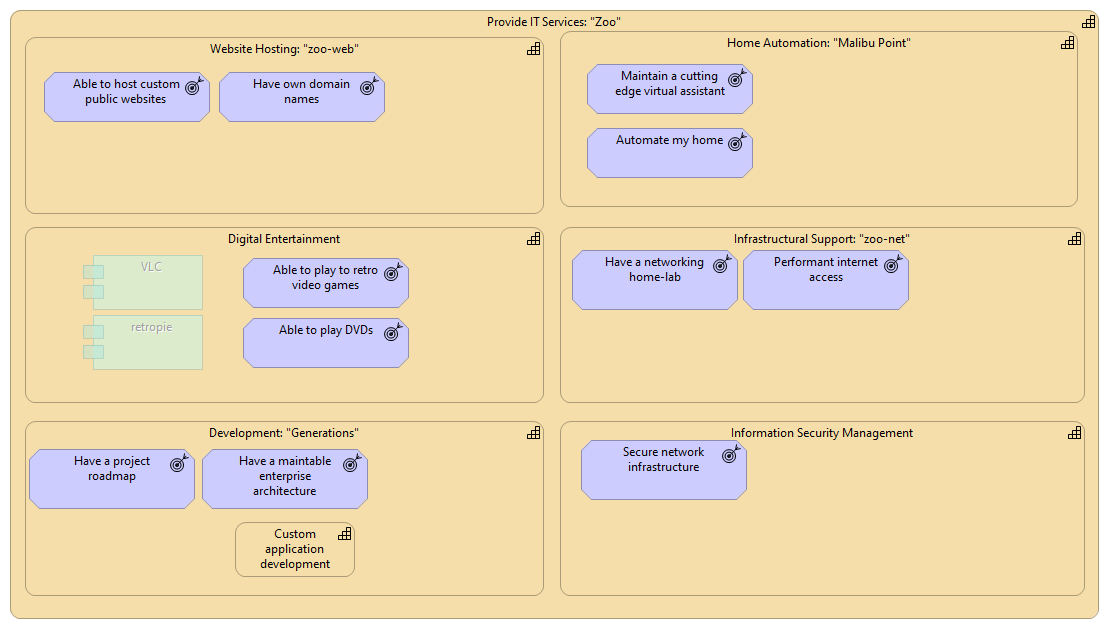 Provide IT Services: "Zoo"
Website Hosting: "zoo-web"
Able to host custom
public websites
Have own domain
names
Home Automation: "Malibu Point"
Maintain a cutting
edge virtual assistant
Automate my home
Digital Entertainment
VLC
retropie
Able to play to retro
video games
Able to play DVDs
Infrastructural Support: "zoo-net"
Have a networking
home-lab
Performant internet
access
Development: "Generations"
Have a project
roadmap
Have a maintable
enterprise
architecture
Custom
application
development
Information Security Management
Secure network
infrastructure